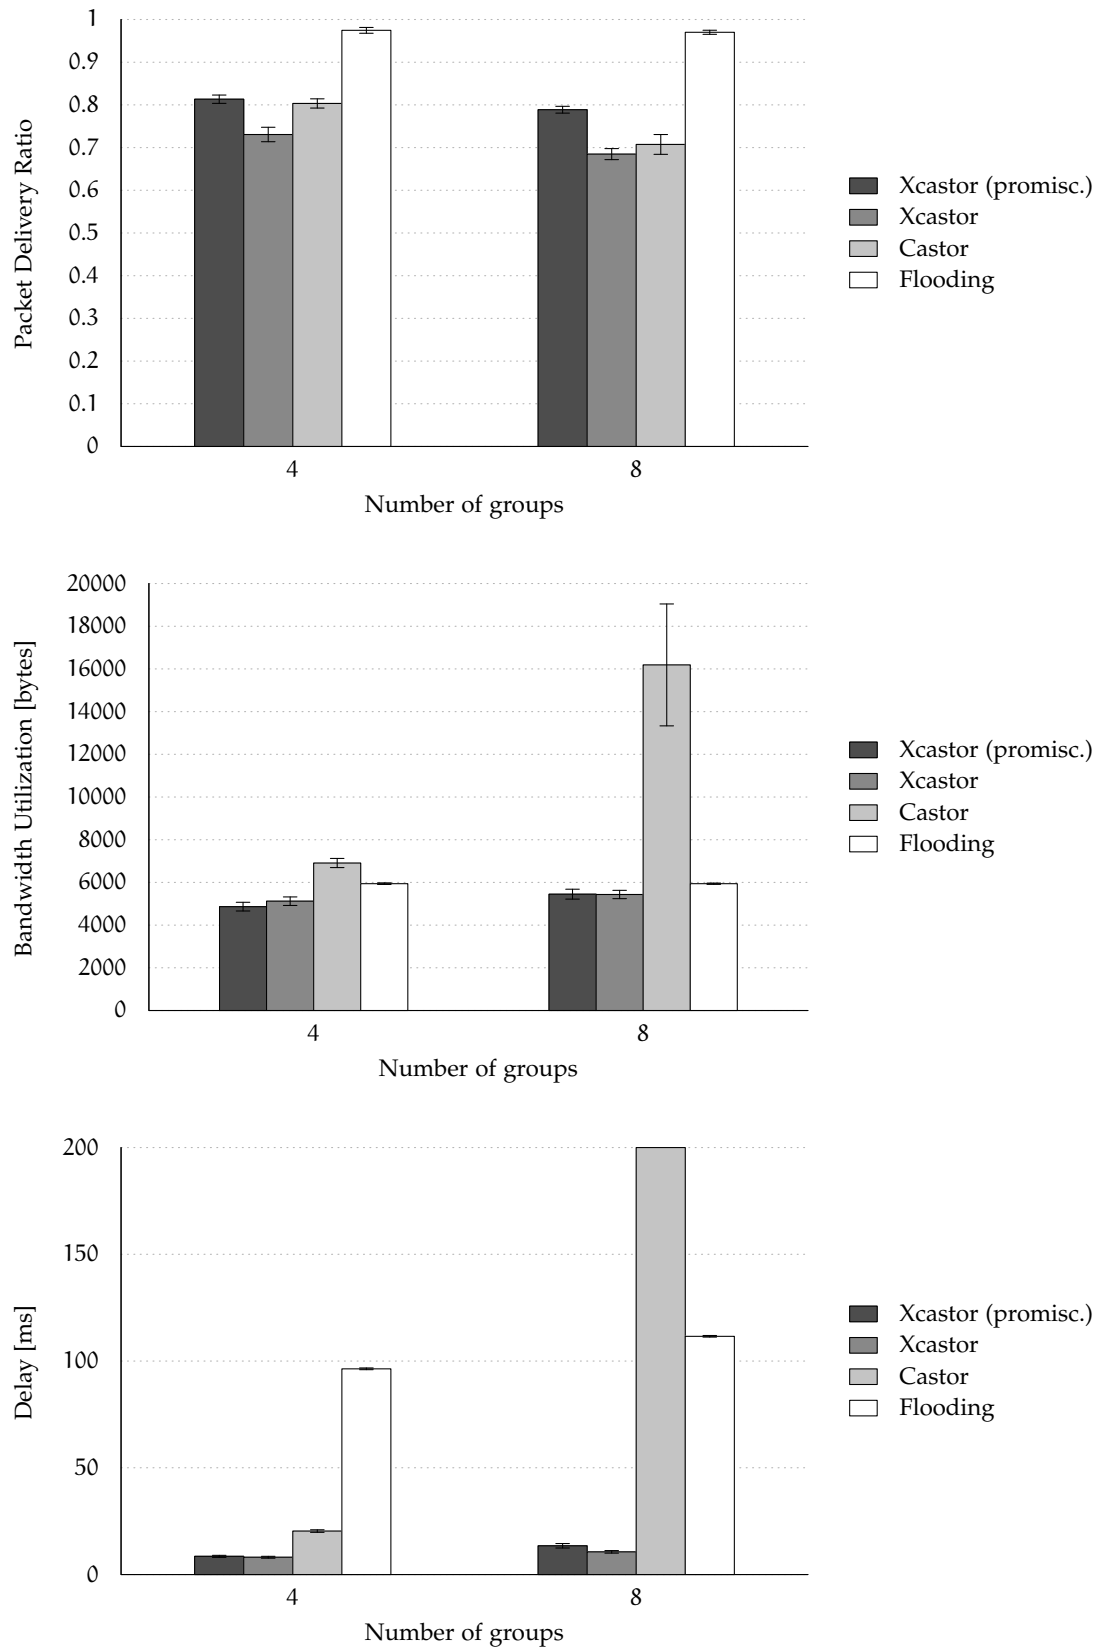 1
0.9
0.8
0.7
0.6
0.5
0.4
0.3
0.2
0.1
0
Packet Delivery Ratio
4
8
Number of groups
Xcastor (promisc.)
Xcastor
Castor
Flooding
20000
18000
16000
14000
12000
10000
8000
6000
4000
2000
0
Bandwidth Utilization [bytes]
4
8
Number of groups
Xcastor (promisc.)
Xcastor
Castor
Flooding
200
150
100
50
0
Delay [ms]
4
8
Number of groups
Xcastor (promisc.)
Xcastor
Castor
Flooding